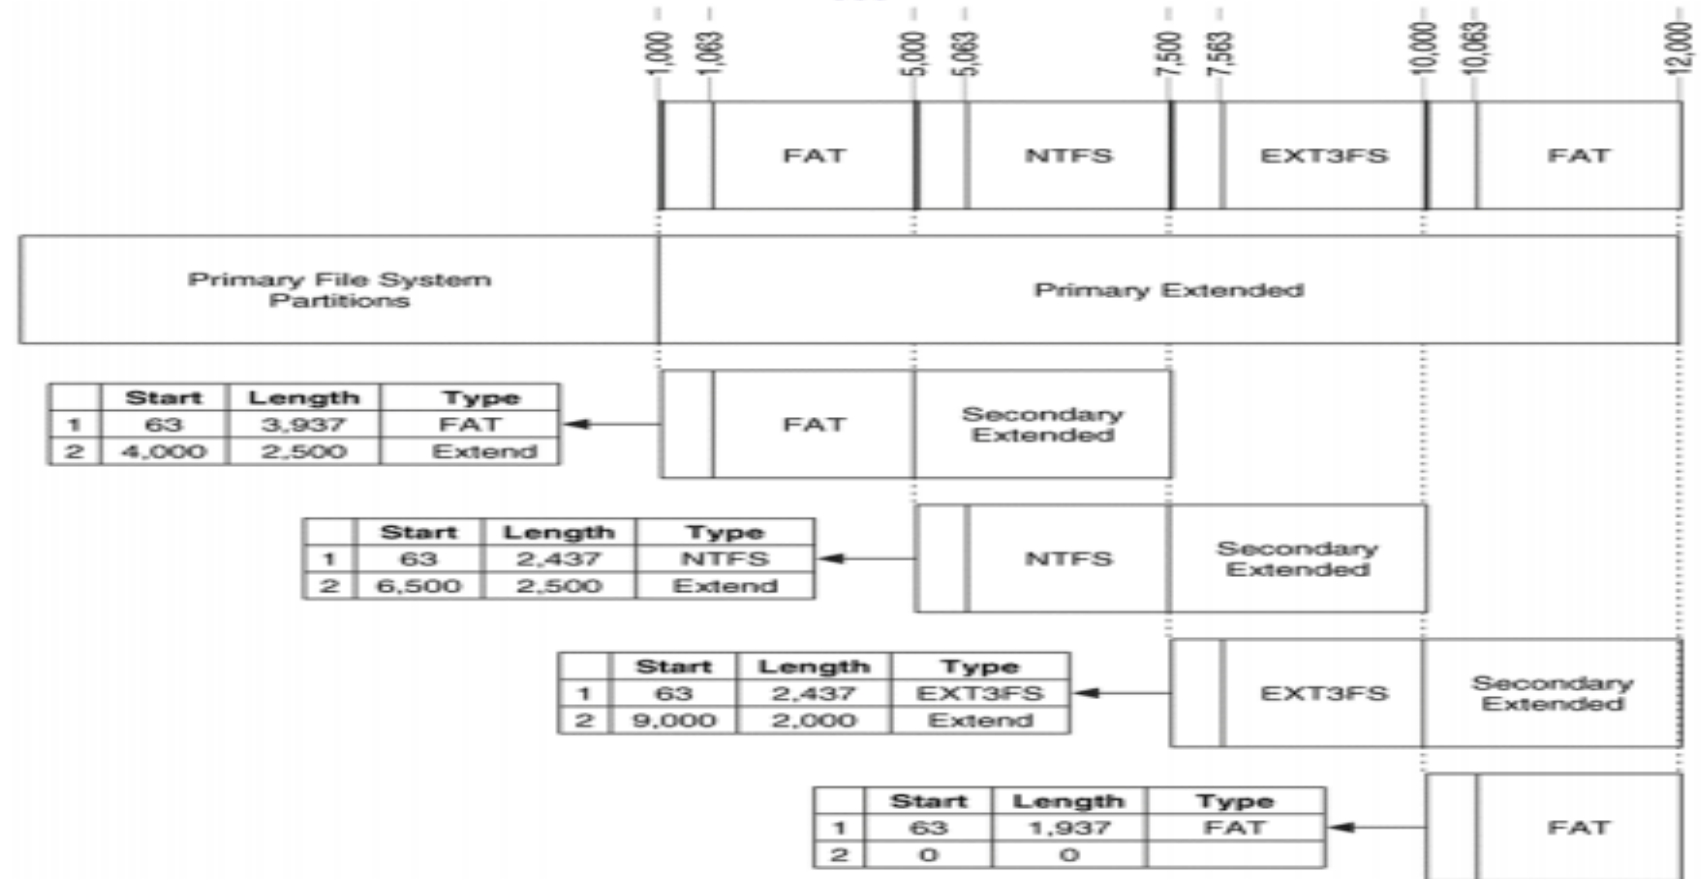 1,000 1,063 5,000 5,063 7,500 7,563 10,000 10,063 12,000
FAT NTFS EXT3FS FAT
Primary File System
Partitions
Primary Extended
Start Length Type
1 63 3,937 FAT
2 4,000 2,500 Extend
FAT
Secondary
Extended
Start Length Type
1 63 2,437 NTFS
2 6,500 2,500 Extend
NTFS
Secondary
Extended
Start Length Type
1 63 2,437 EXT3FS
2 9,000 2,000 Extend
EXT3FS
Secondary
Extended
Start Length Type
1 63 1,937 FAT
2 0 0
FAT